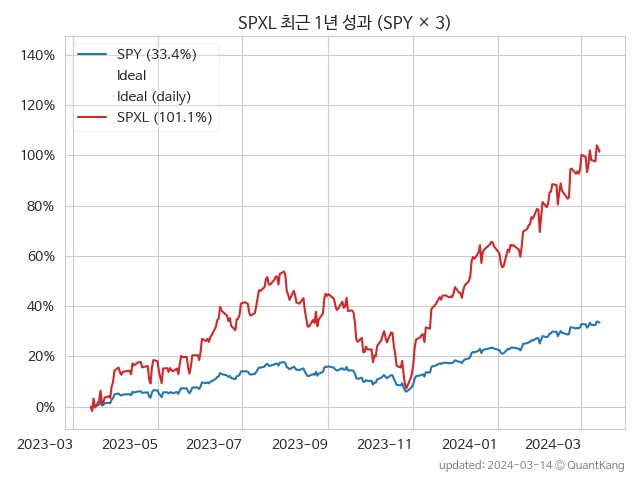 SPXL 최근 1년 성과 (SPY × 3)
140%
120%
100%
80%
60%
40%
20%
0%
SPY (33.4%)
Ideal
Ideal (daily)
SPXL (101.1%)
2023-03
2023-05
2023-07
2023-09
2023-11
2024-01
2024-03
updated: 2024-03-14 © QuantKang